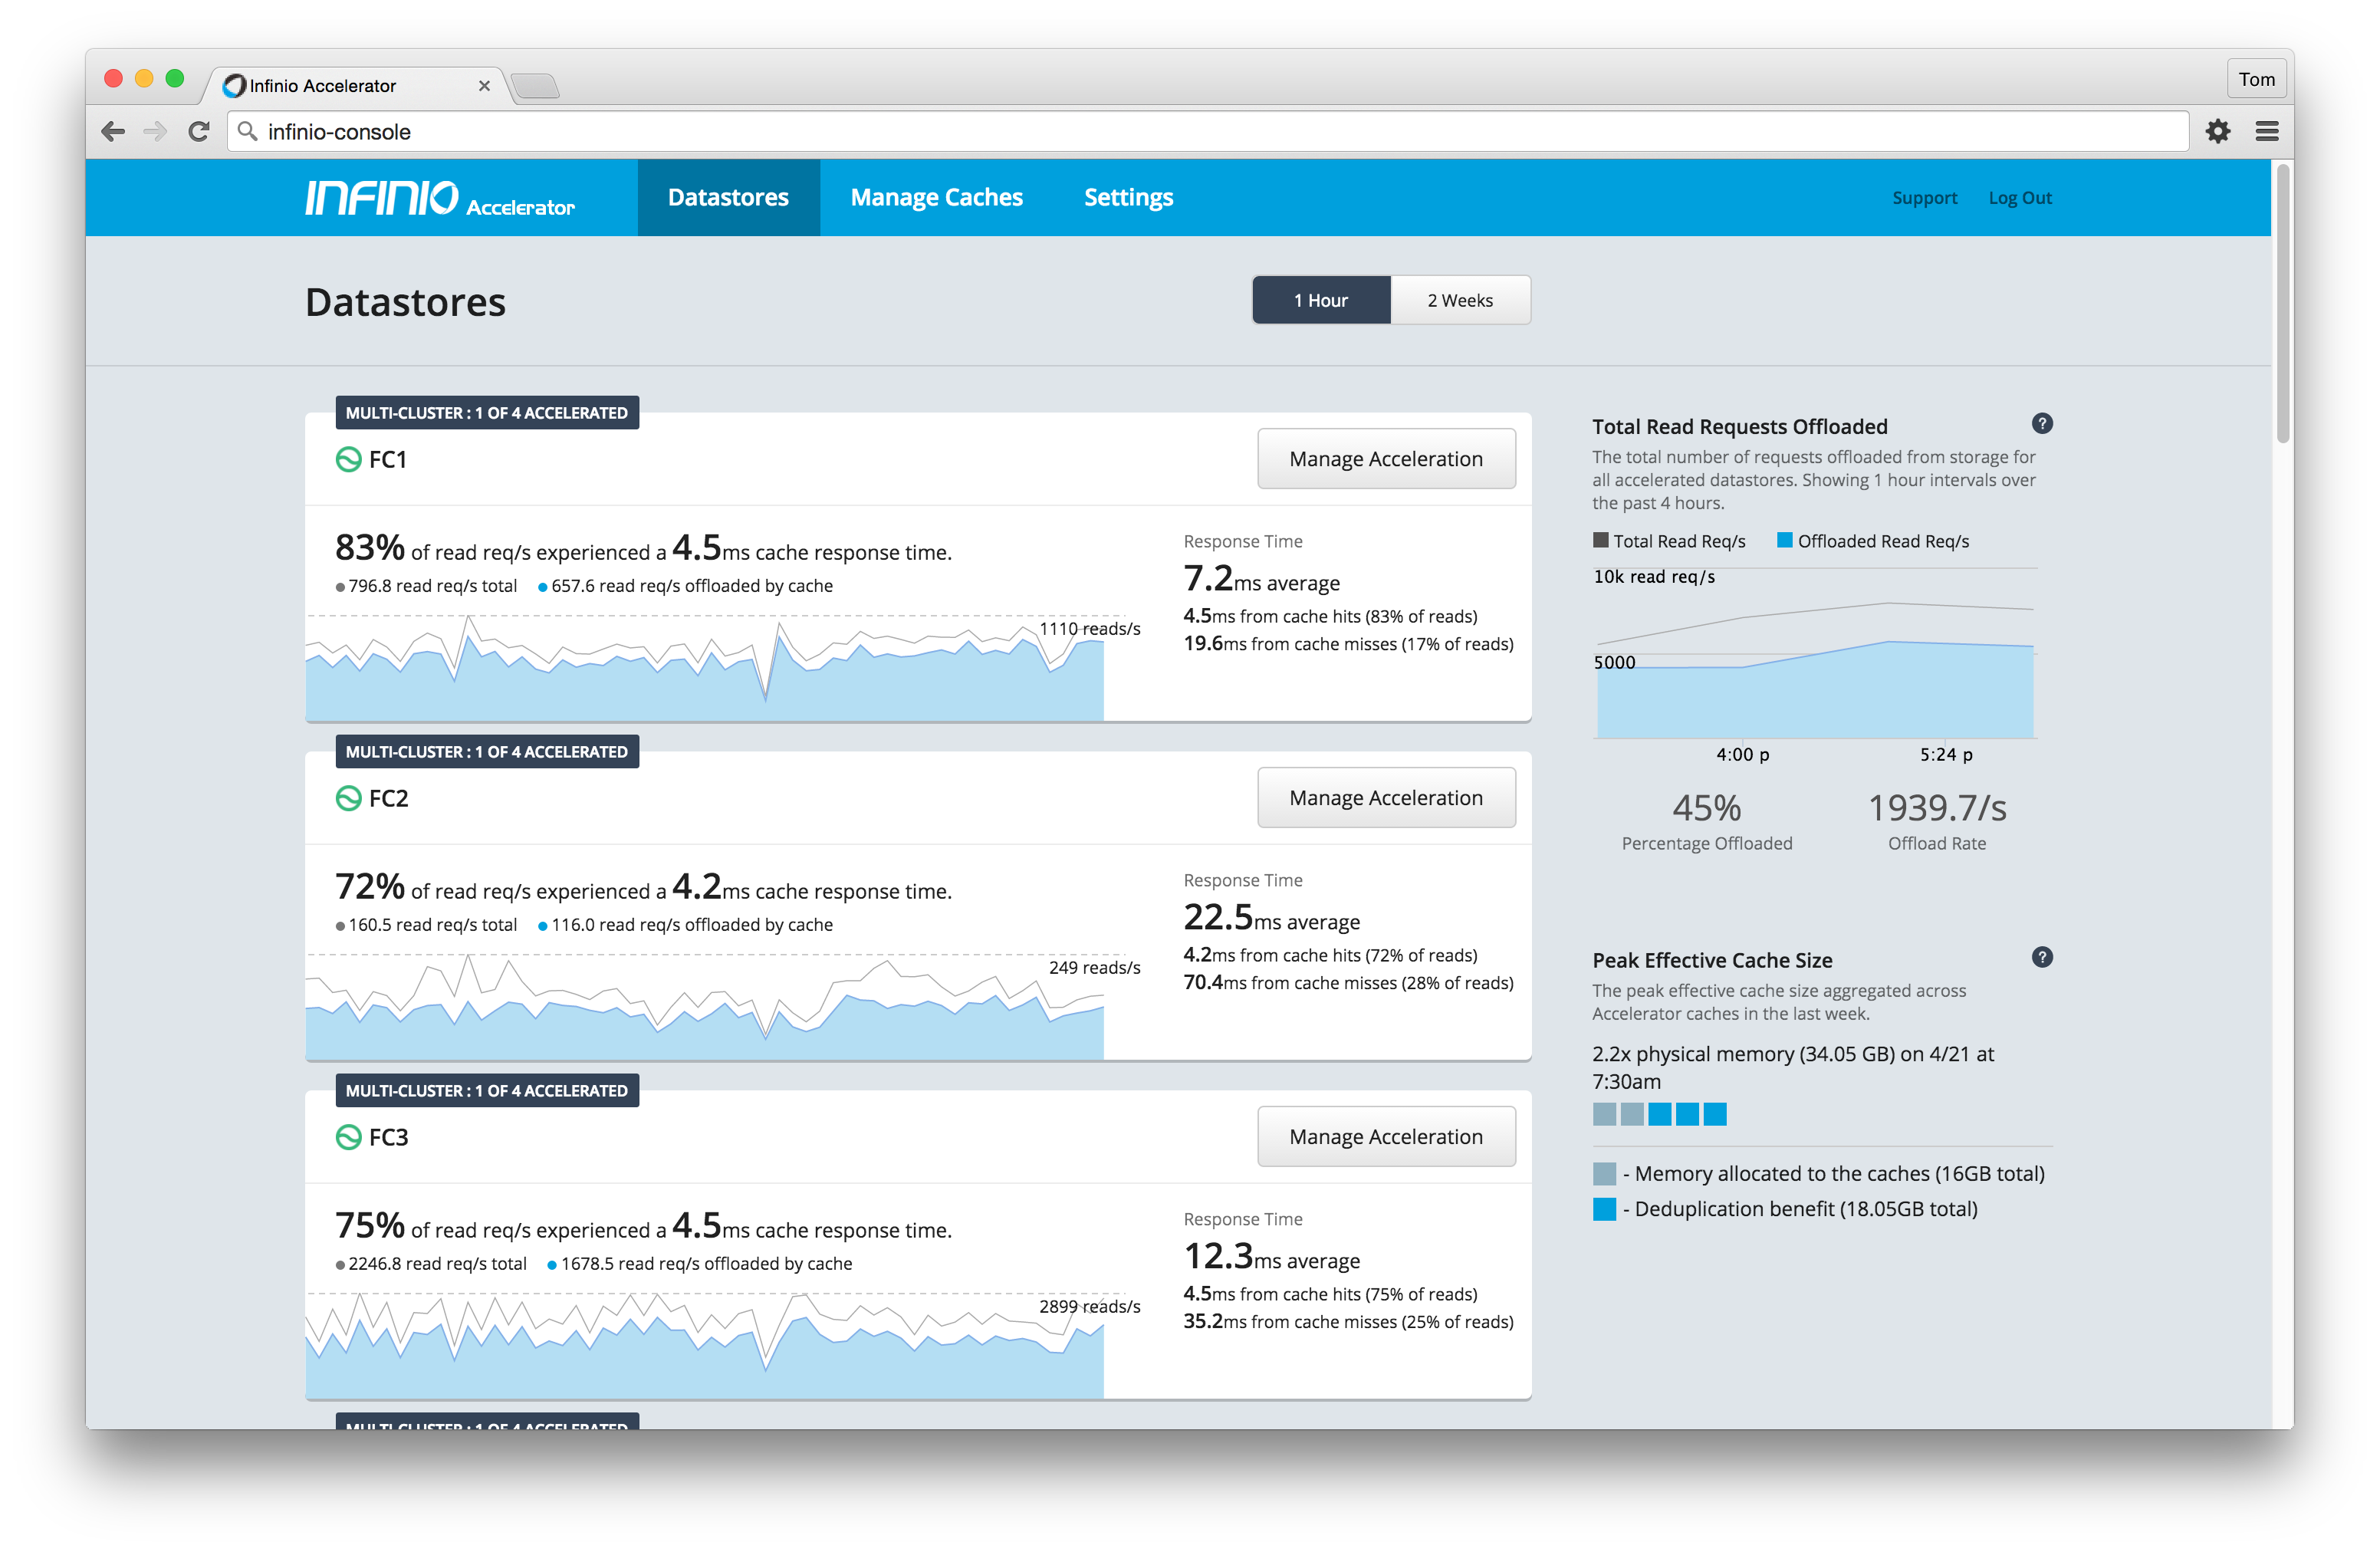 Infinio Accelerator
Tom
infinio-console
INFINIO Accelerator
Datastores
Manage Caches
Settings
Support
Log Out
Datastores
1 Hour
2 Weeks
MULTI-CLUSTER : 1 OF 4 ACCELERATED
FC1
Manage Acceleration
83% of read req/s experienced a 4.5ms cache response time.
796.8 read req/s total
657.6 read req/s offloaded by cache
1110 reads/s
Response Time
7.2ms average
4.5ms from cache hits (83% of reads)
19.6ms from cache misses (17% of reads)
MULTI-CLUSTER : 1 OF 4 ACCELERATED
FC2
Manage Acceleration
72% of read req/s experienced a 4.2ms cache response time.
160.5 read req/s total
116.0 read req/s offloaded by cache
249 reads/s
Response Time
22.5ms average
4.2ms from cache hits (72% of reads)
70.4ms from cache misses (28% of reads)
MULTI-CLUSTER : 1 OF 4 ACCELERATED
FC3
Manage Acceleration
75% of read req/s experienced a 4.5ms cache response time.
2246.8 read req/s total
1678.5 read req/s offloaded by cache
2899 reads/s
Response Time
12.3ms average
4.5ms from cache hits (75% of reads)
35.2ms from cache misses (25% of reads)
MULTI-CLUSTER : 1 OF 4 ACCELERATED
Total Read Requests Offloaded
?
The total number of requests offloaded from storage for
all accelerated datastores. Showing 1 hour intervals over
the past 4 hours.
Total Read Req/s
Offloaded Read Req/s
10k read req/s
5000
4:00 p
5:24 p
45%
Percentage Offloaded
1939.7/s
Offload Rate
Peak Effective Cache Size
?
The peak effective cache size aggregated across
Accelerator caches in the last week.
2.2x physical memory (34.05 GB) on 4/21 at
7:30am
- Memory allocated to the caches (16GB total)
- Deduplication benefit (18.05GB total)